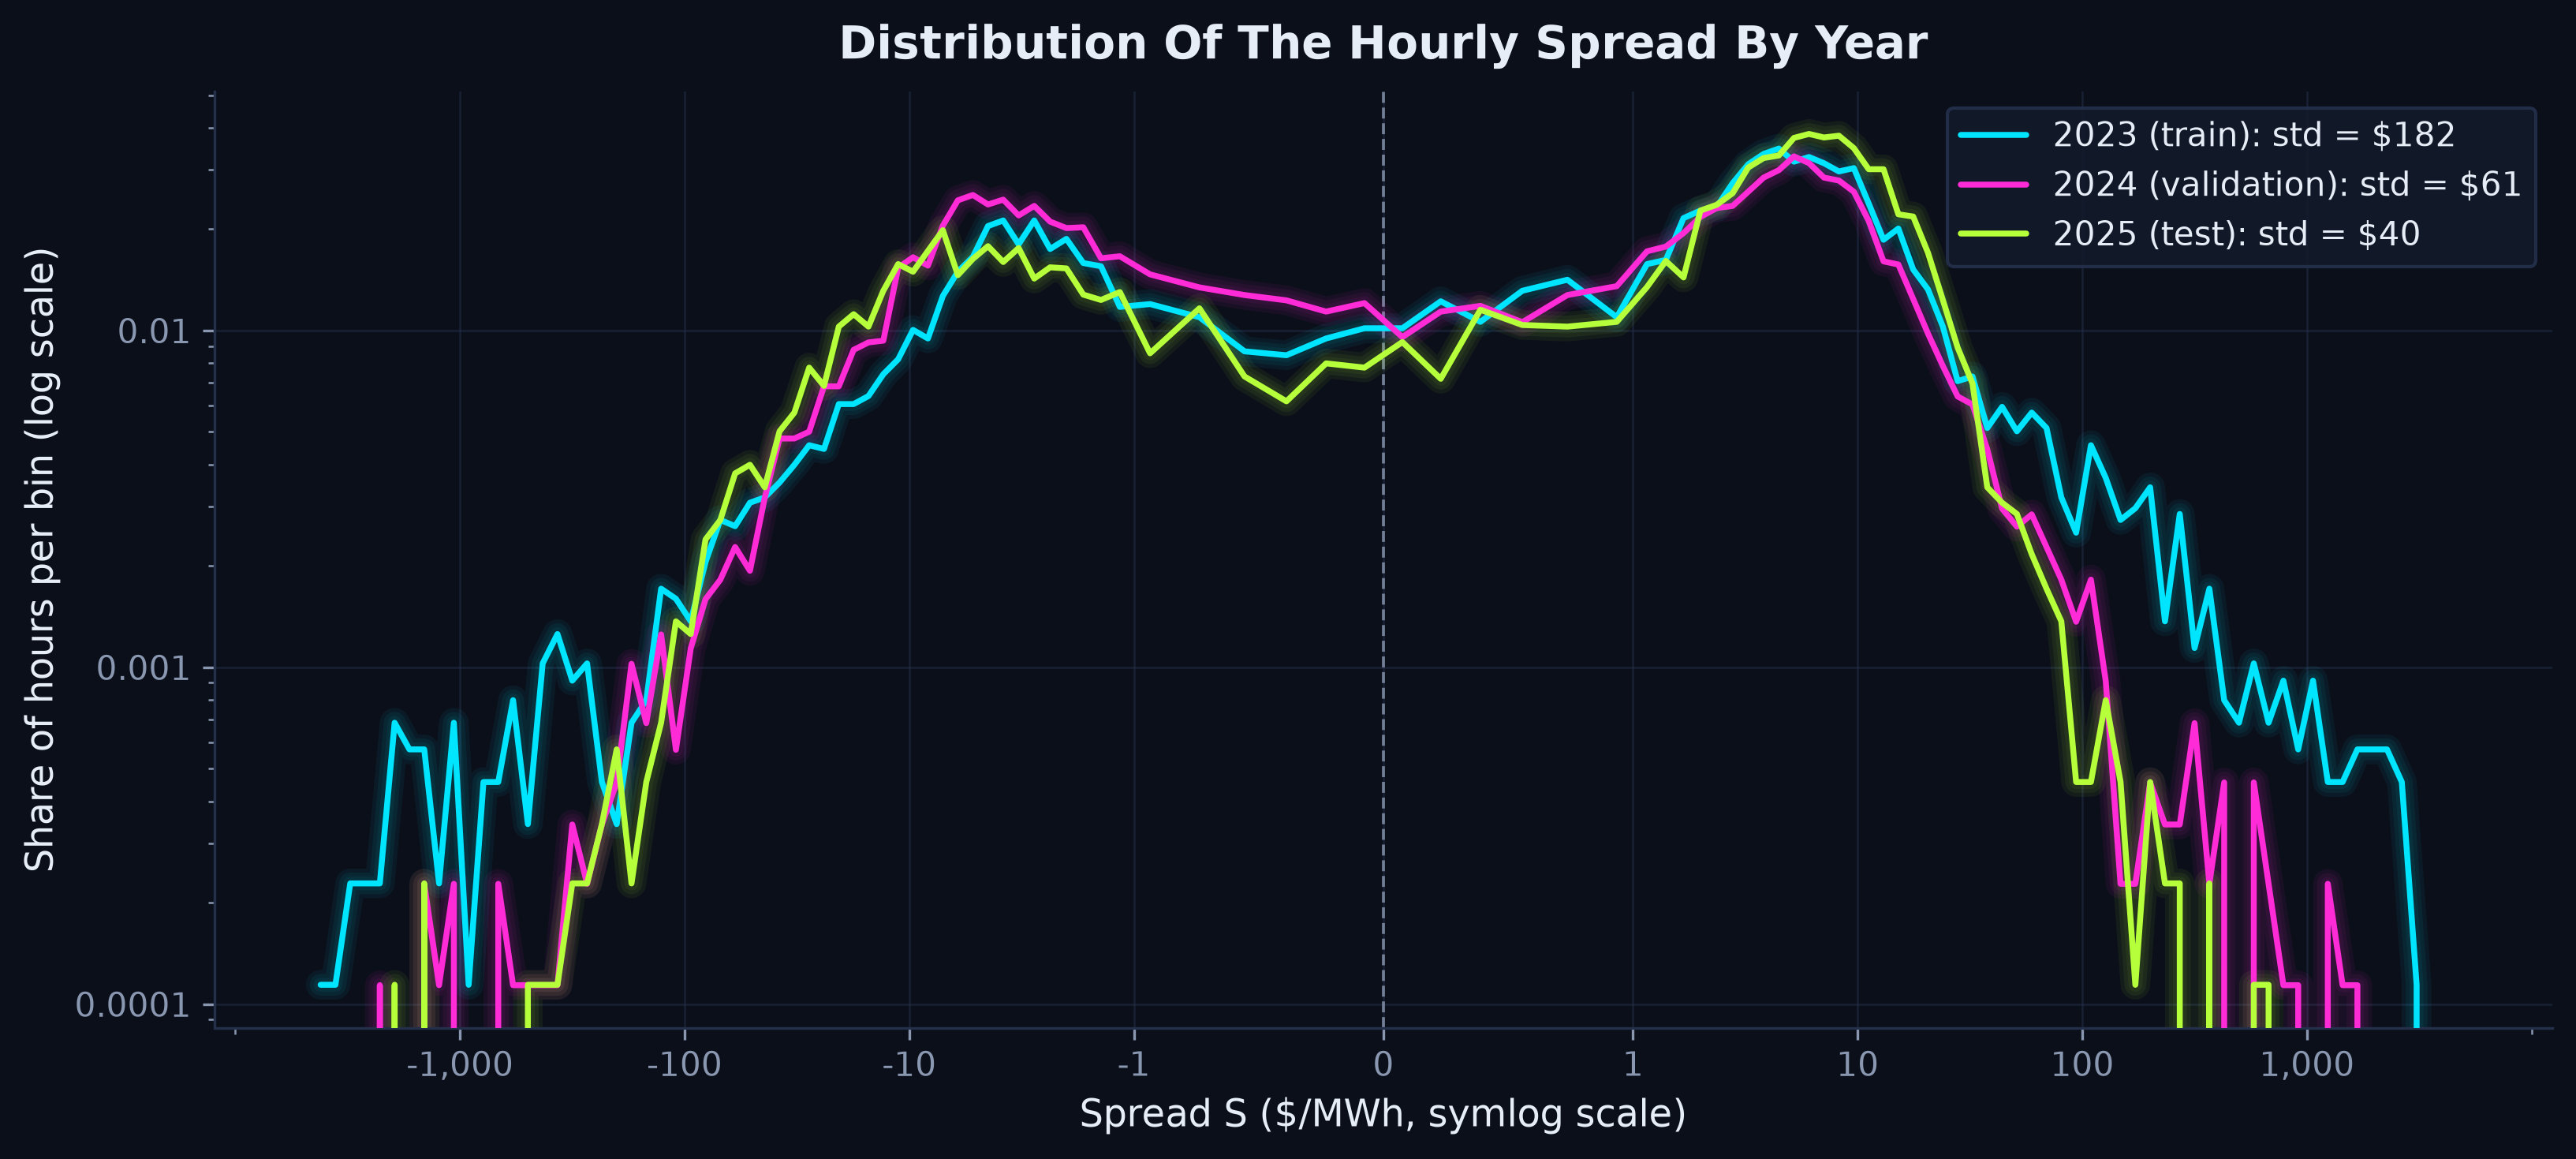 Distribution Of The Hourly Spread By Year
2023 (train): std = $182
2024 (validation): std = $61
2025 (test): std = $40
Share of hours per bin (log scale)
0.01
0.001
0.0001
-1,000
-100
-10
-1
0
1
10
100
1,000
Spread S ($/MWh, symlog scale)